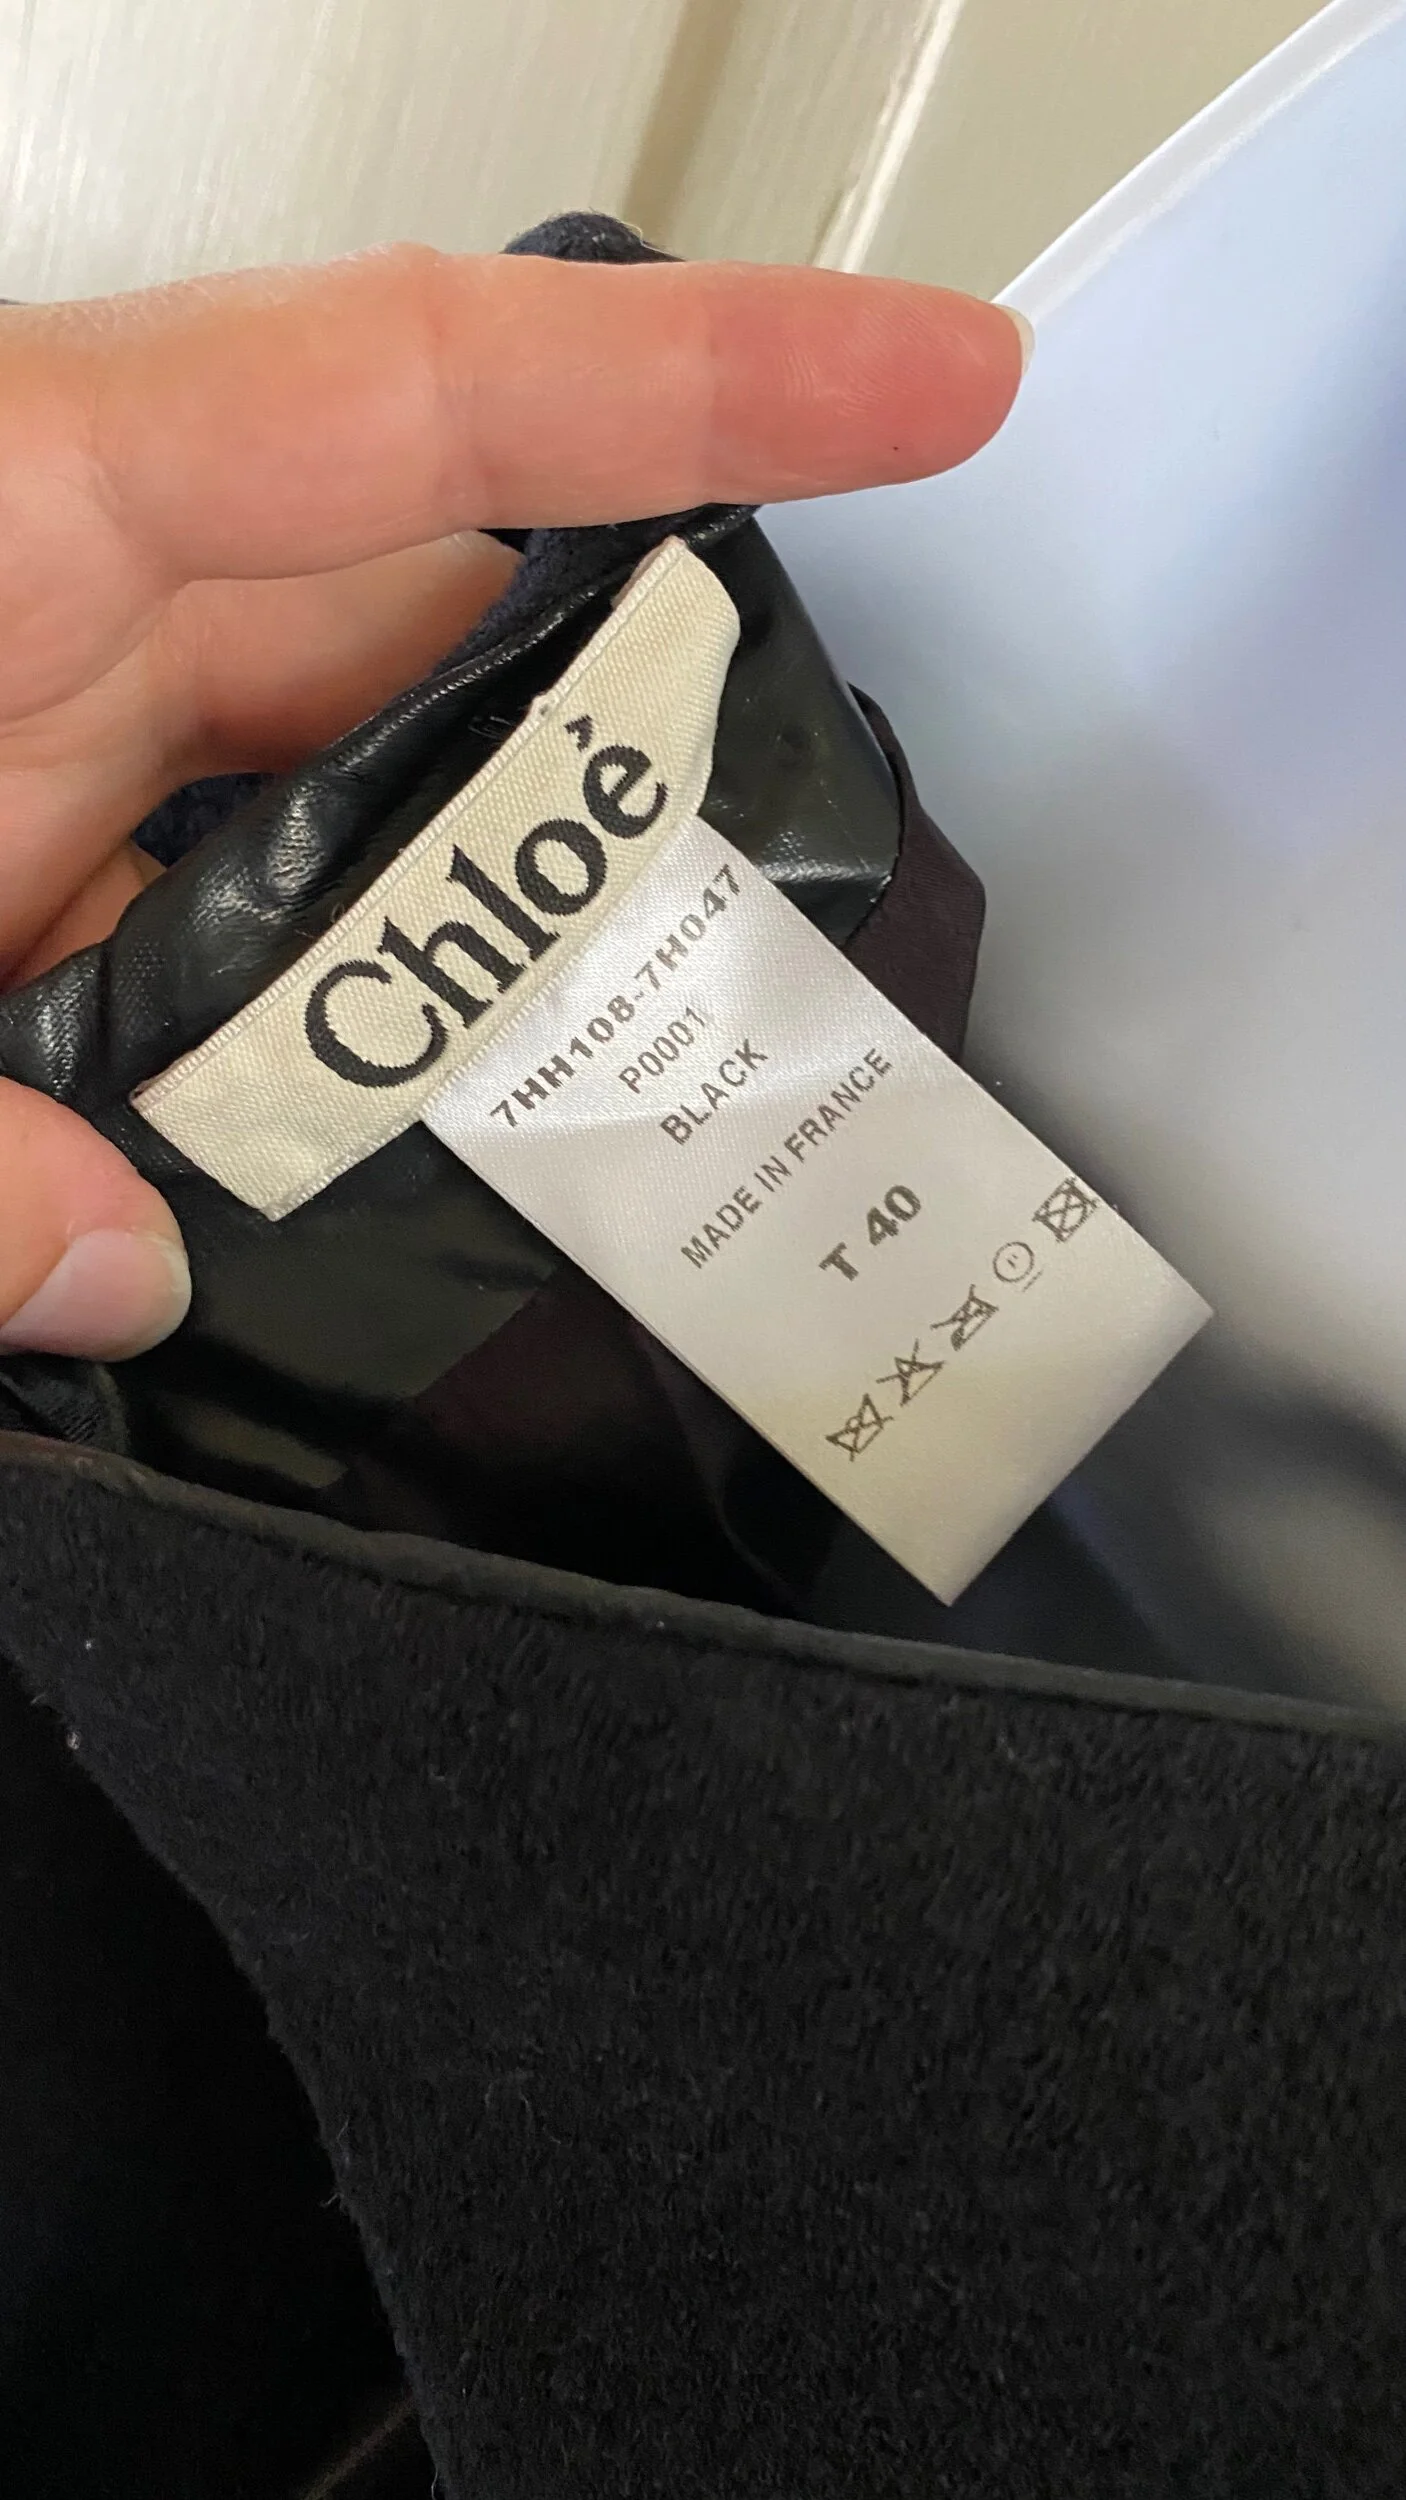 Chloé
7HH108-7H047
P0001
BLACK
MADE IN FRANCE
T 40